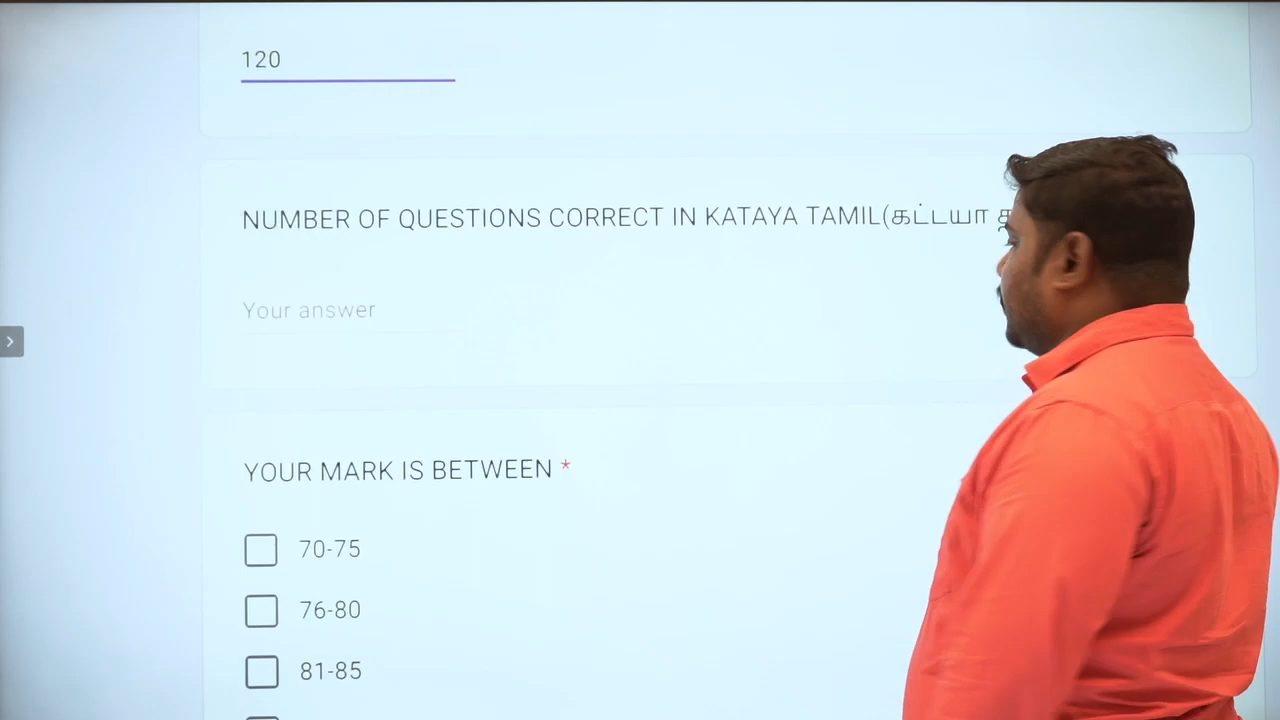 120
NUMBER OF QUESTIONS CORRECT IN KATAYA TAMIL(கட்டயா
Your answer
YOUR MARK IS BETWEEN *
70-75
76-80
81-85